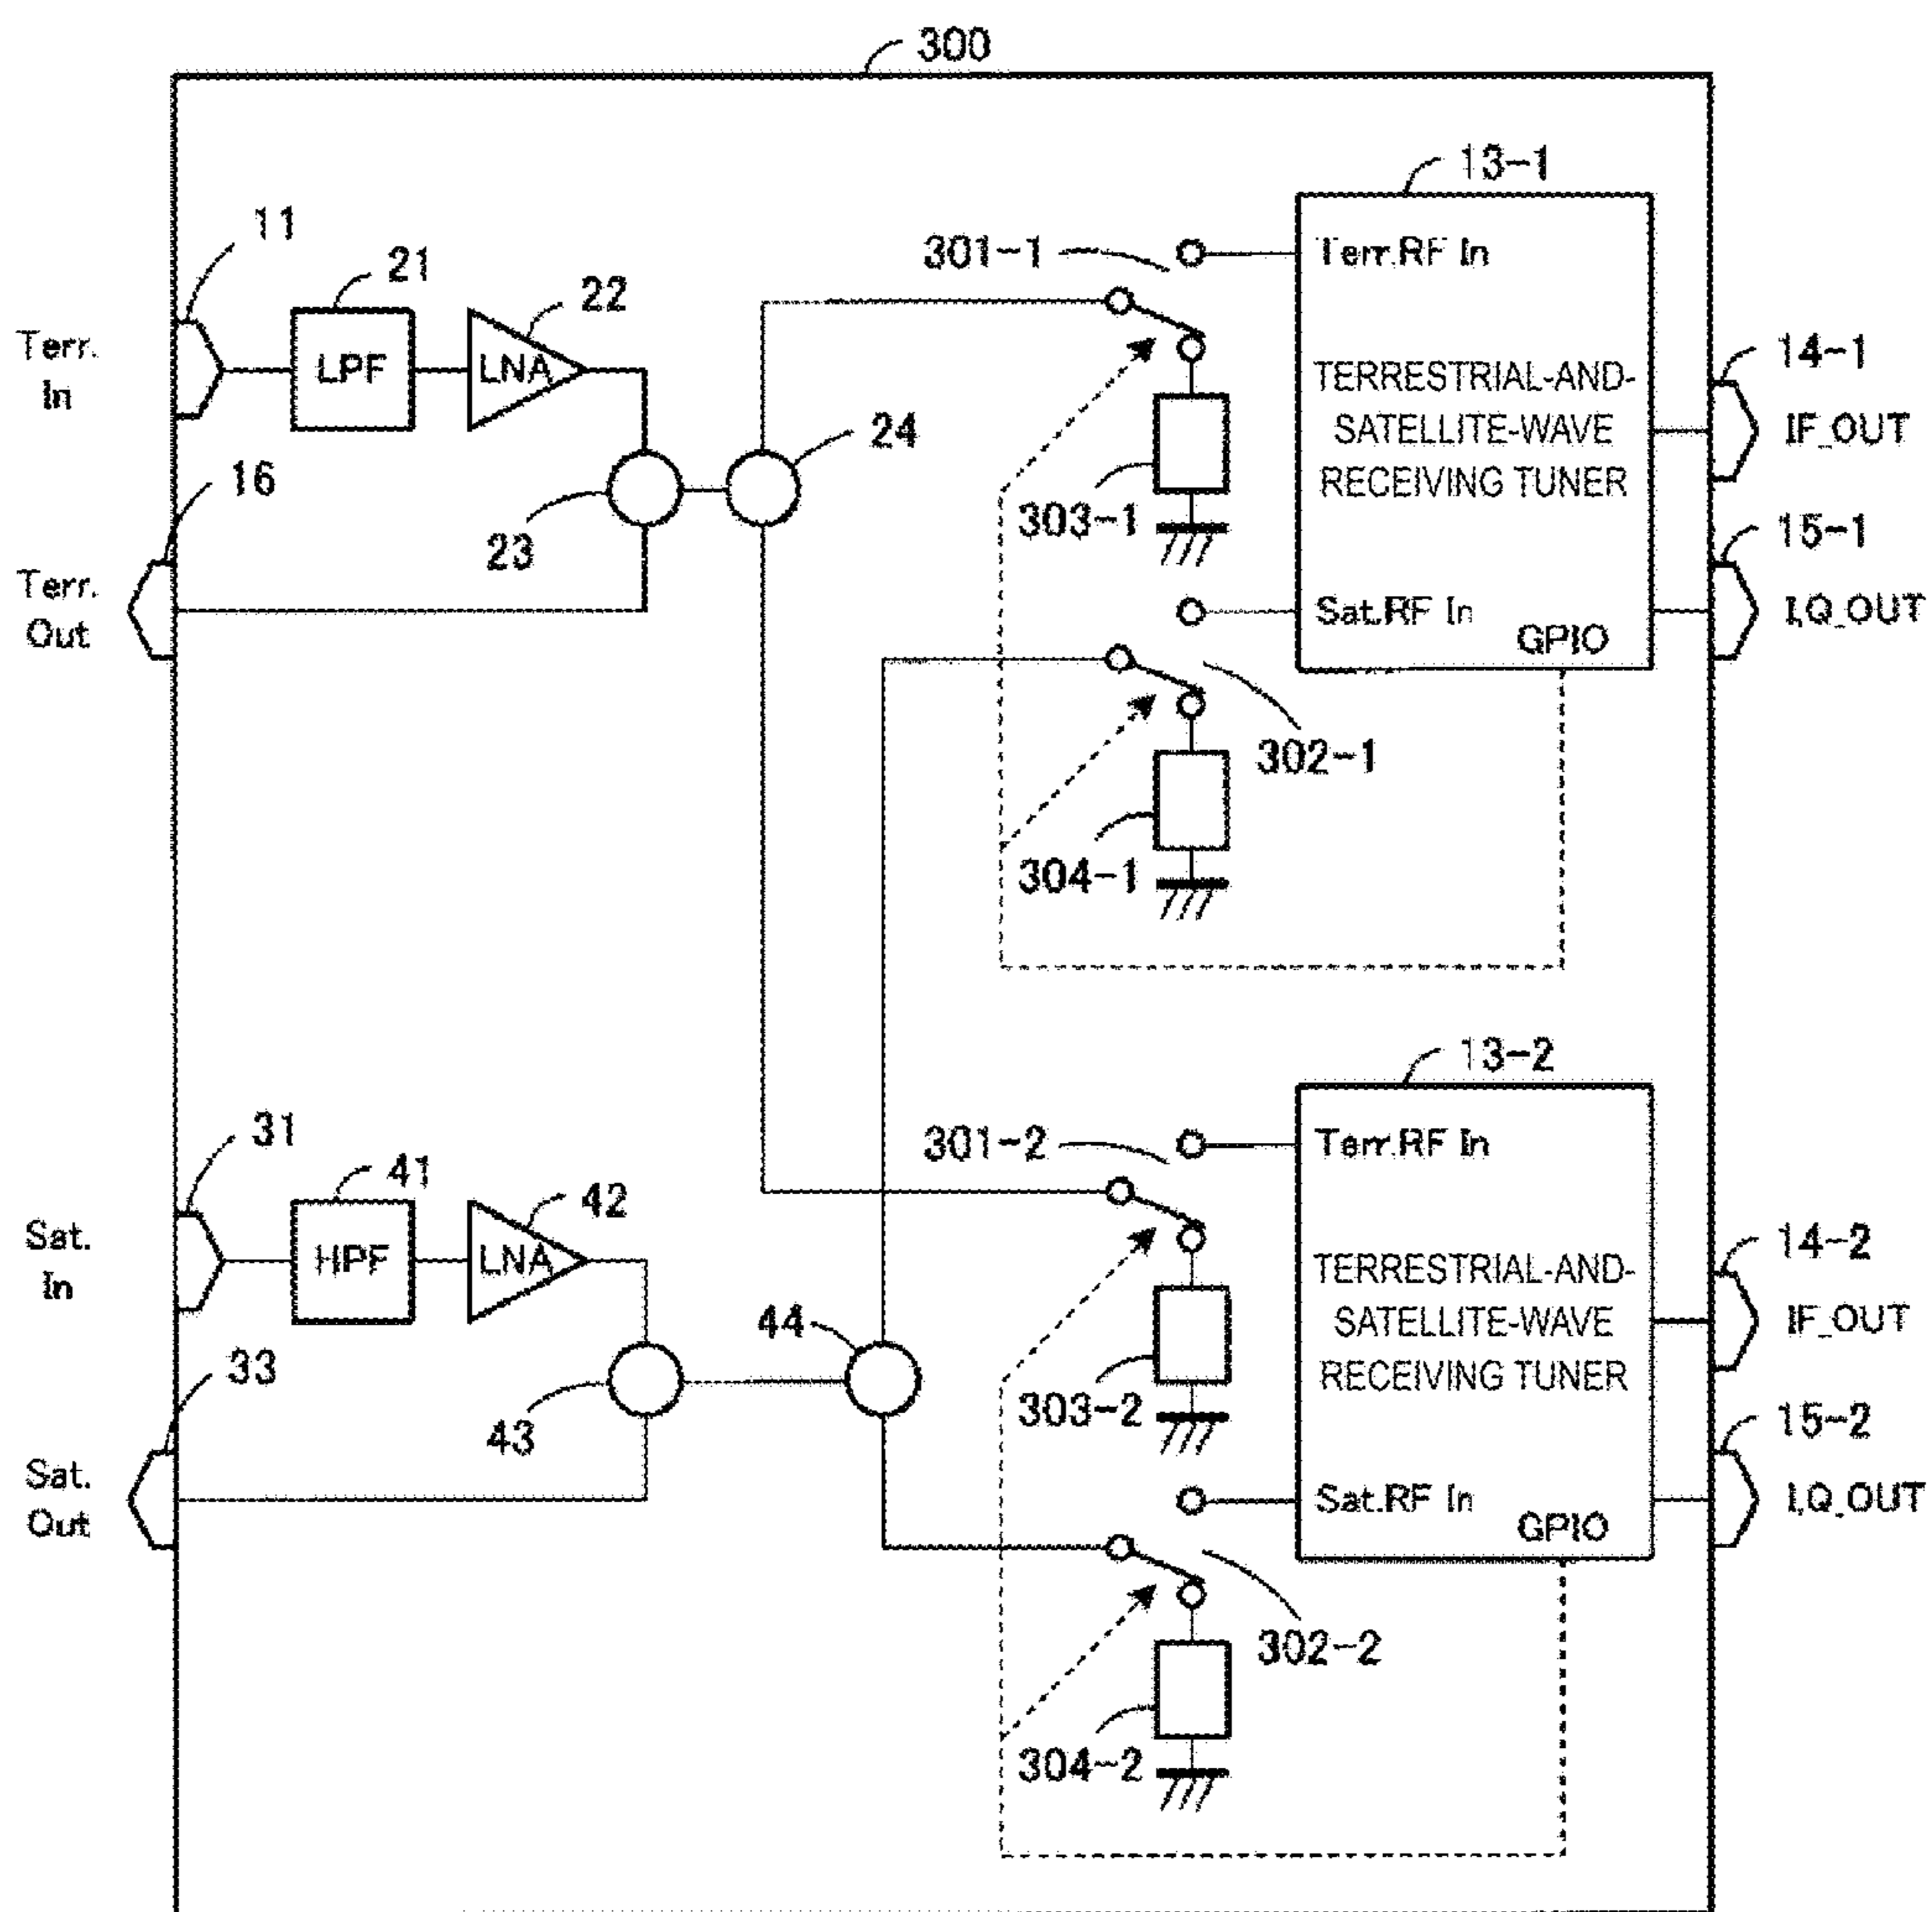 300
13-1
11
21
22
301-1
Terr.RF In
Terr.
In
LPF
LNA
14-1
TERRESTRIAL-AND-
SATELLITE-WAVE
RECEIVING TUNER
IF_OUT
24
16
23
303-1
15-1
Terr.
Out
Sat.RF In
GPIO
I,Q_OUT
302-1
304-1
13-2
31
41
42
301-2
Terr.RF In
Sat.
In
HPF
LNA
14-2
TERRESTRIAL-AND-
SATELLITE-WAVE
RECEIVING TUNER
IF_OUT
44
33
43
303-2
15-2
Sat.
Out
Sat.RF In
GPIO
I,Q_OUT
302-2
304-2